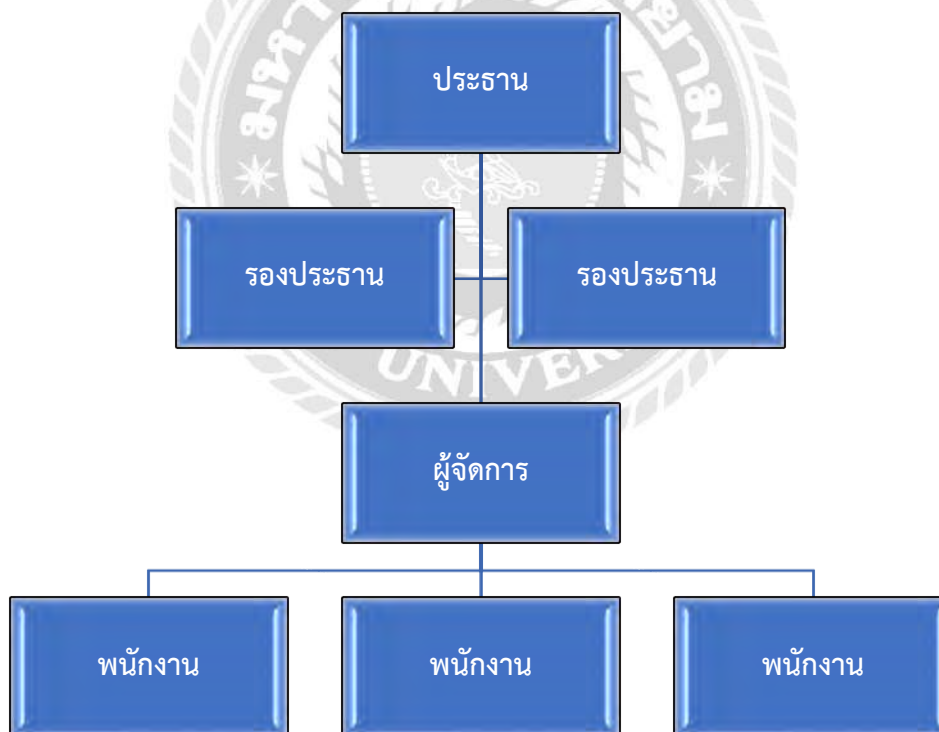 ประธาน
รองประธาน
รองประธาน
UNIVER
ผู้จัดการ
พนักงาน
พนักงาน
พนักงาน